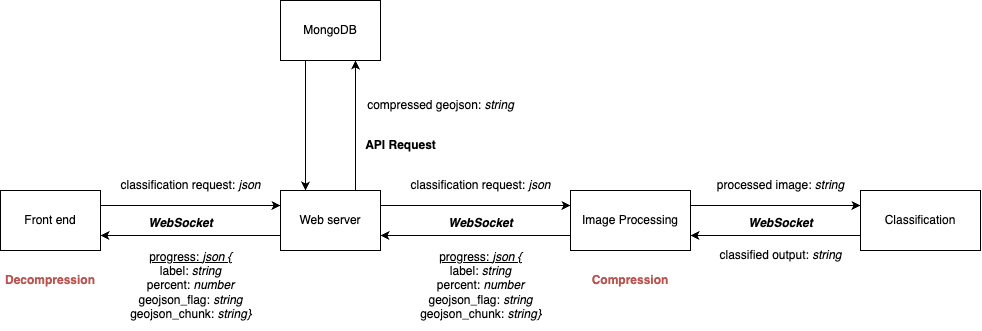 MongoDB
compressed geojson: string
API Request
classification request: json
classification request: json
processed image: string
Front end
WebSocket
Web server
WebSocket
Image Processing
WebSocket
Classification
progress: json {
label: string
percent: number
geojson_flag: string
geojson_chunk: string}
progress: json {
label: string
percent: number
geojson_flag: string
geojson_chunk: string}
classified output: string
Decompression
Compression